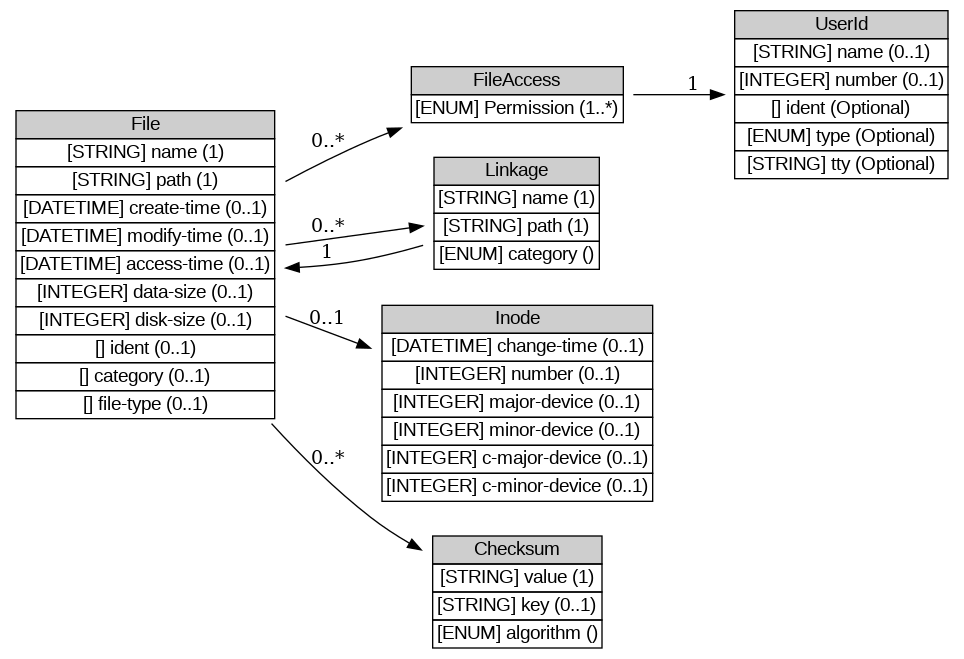 File
[STRING] name (1)
[STRING] path (1)
[DATETIME] create-time (0..1)
[DATETIME] modify-time (0..1)
[DATETIME] access-time (0..1)
[INTEGER] data-size (0..1)
[INTEGER] disk-size (0..1)
[] ident (0..1)
[] category (0..1)
[] file-type (0..1)
0..*
FileAccess
[ENUM] Permission (1..*)
1
UserId
[STRING] name (0..1)
[INTEGER] number (0..1)
[] ident (Optional)
[ENUM] type (Optional)
[STRING] tty (Optional)
0..*
1
Linkage
[STRING] name (1)
[STRING] path (1)
[ENUM] category ()
0..1
Inode
[DATETIME] change-time (0..1)
[INTEGER] number (0..1)
[INTEGER] major-device (0..1)
[INTEGER] minor-device (0..1)
[INTEGER] c-major-device (0..1)
[INTEGER] c-minor-device (0..1)
0..*
Checksum
[STRING] value (1)
[STRING] key (0..1)
[ENUM] algorithm ()